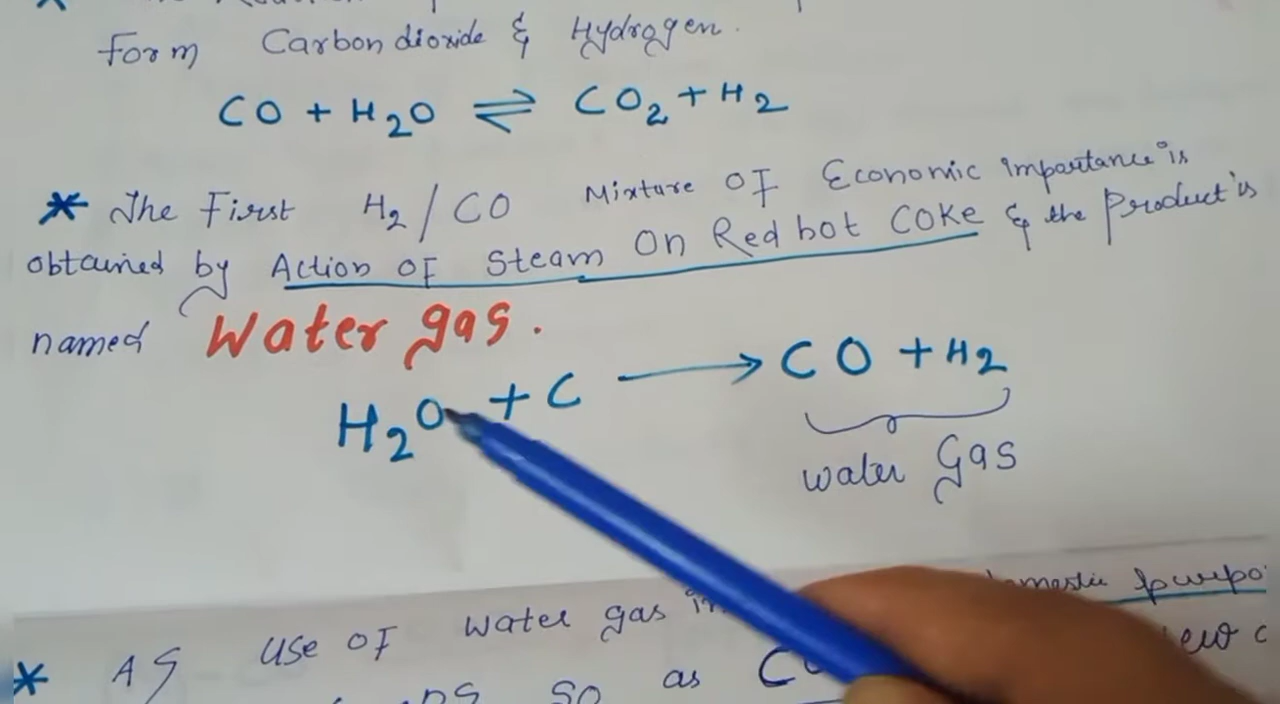 Form Carbon dioxide & Hydrogen.
CO + H2O ⇌ CO2 + H2
* The First H2/CO Mixture OF Economic importance is
obtained by Action OF Steam On Red hot COKE & the Product is
named Water gas.
H2O + C → CO + H2
water Gas
* AS USE OF water gas in
so as